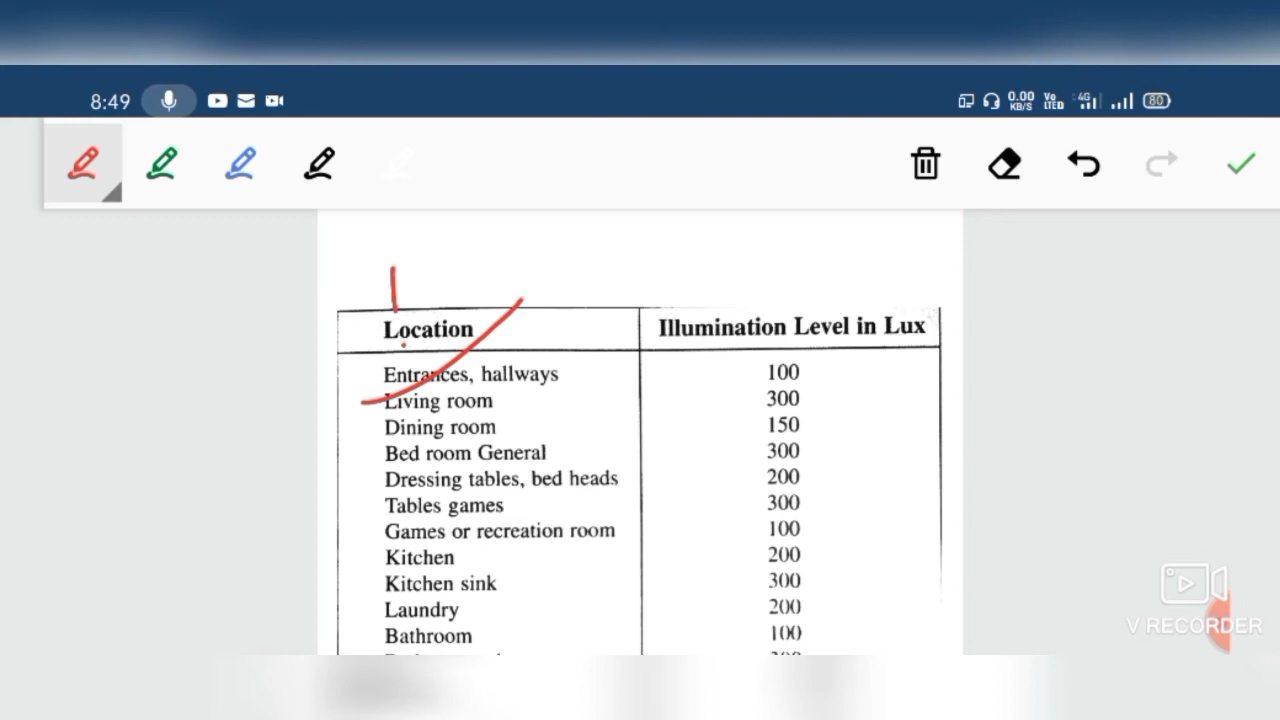 8:49
0.00 KB/S Vo LTED 4G 80
Location Illumination Level in Lux
Entrances, hallways 100
Living room 300
Dining room 150
Bed room General 300
Dressing tables, bed heads 200
Tables games 300
Games or recreation room 100
Kitchen 200
Kitchen sink 300
Laundry 200
Bathroom 100
V RECORDER